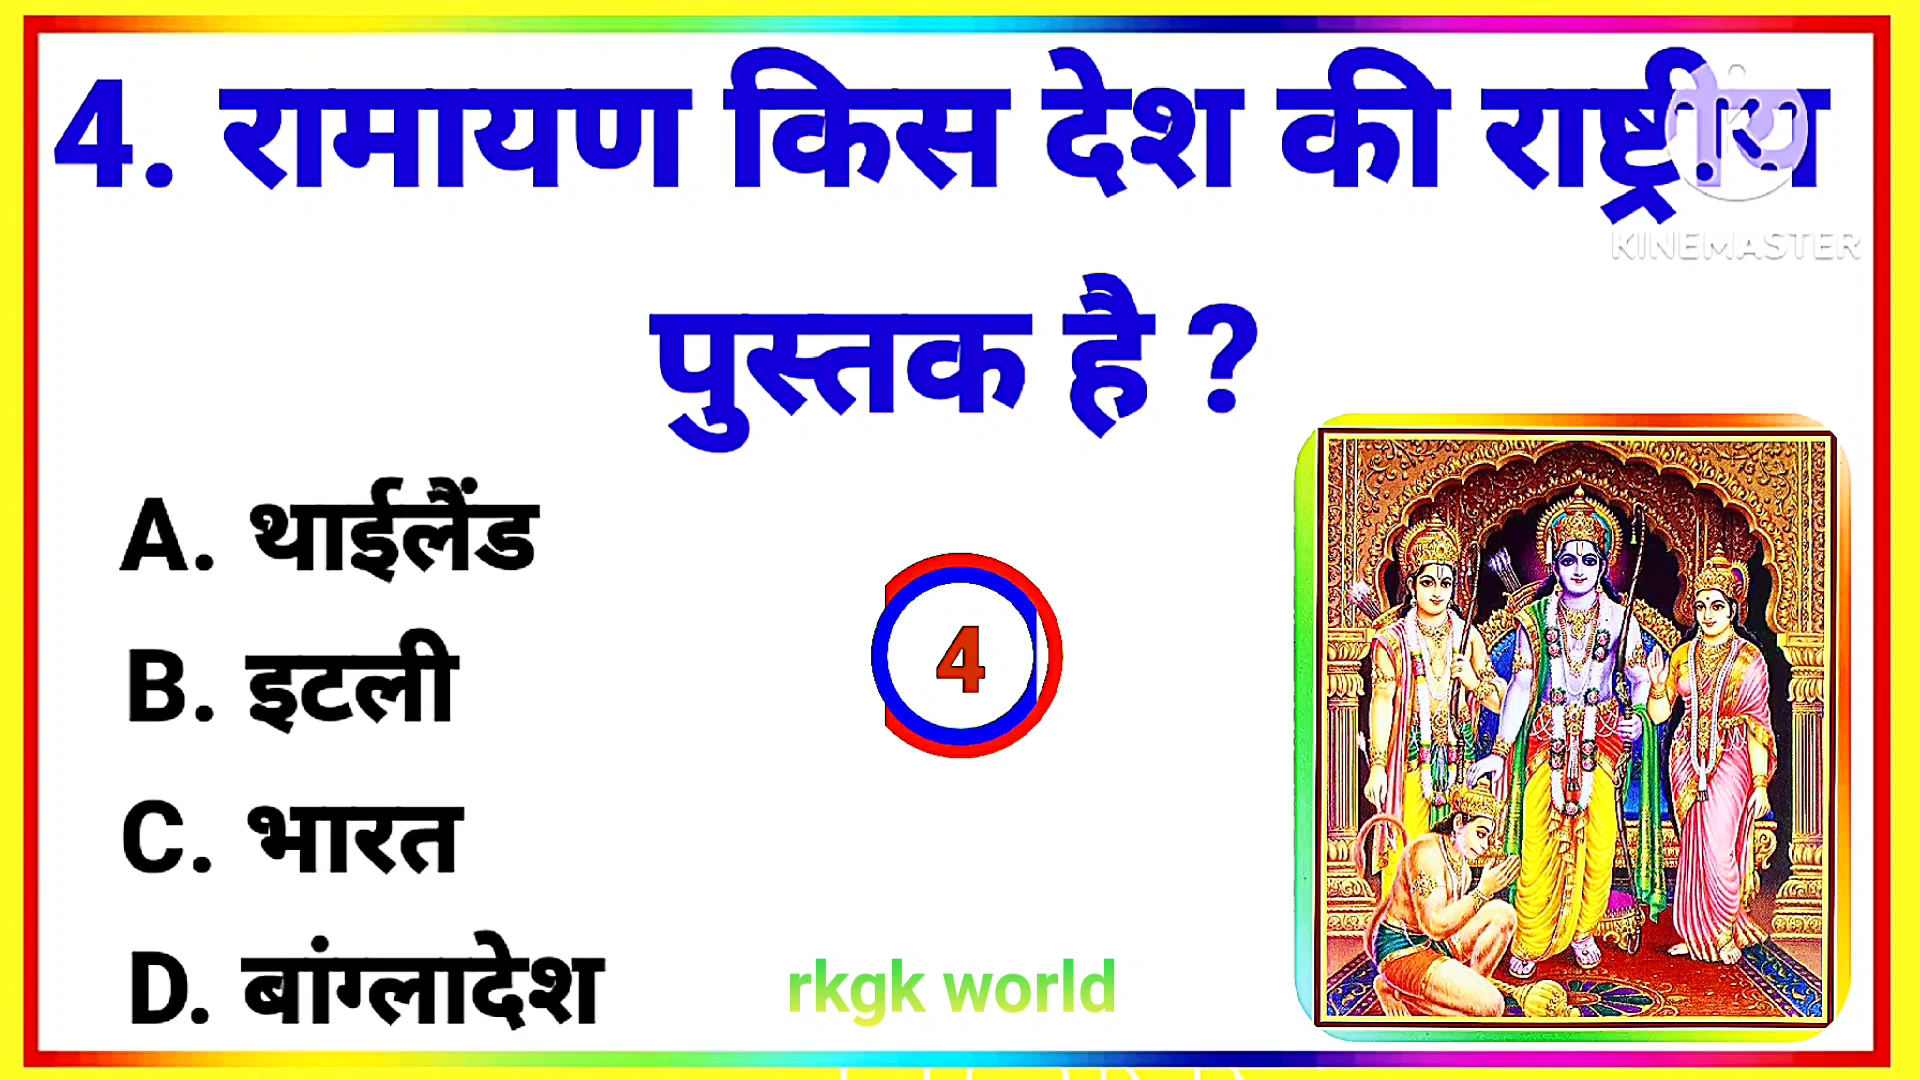 4. रामायण किस देश की राष्ट्रीय
KINEMASTER
पुस्तक है ?
A. थाईलैंड
B. इटली
4
C. भारत
D. बांग्लादेश
rkgk world